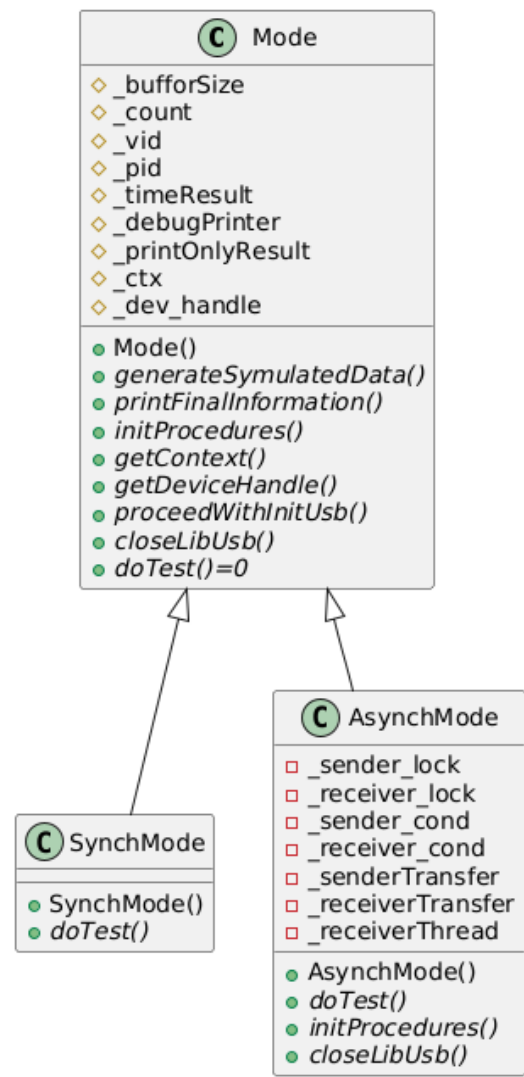 C Mode
_bufforSize
_count
_vid
_pid
_timeResult
_debugPrinter
_printOnlyResult
_ctx
_dev_handle
Mode()
generateSymulatedData()
printFinalInformation()
initProcedures()
getContext()
getDeviceHandle()
proceedWithInitUsb()
closeLibUsb()
doTest()=0
C SynchMode
SynchMode()
doTest()
C AsynchMode
_sender_lock
_receiver_lock
_sender_cond
_receiver_cond
_senderTransfer
_receiverTransfer
_receiverThread
AsynchMode()
doTest()
initProcedures()
closeLibUsb()